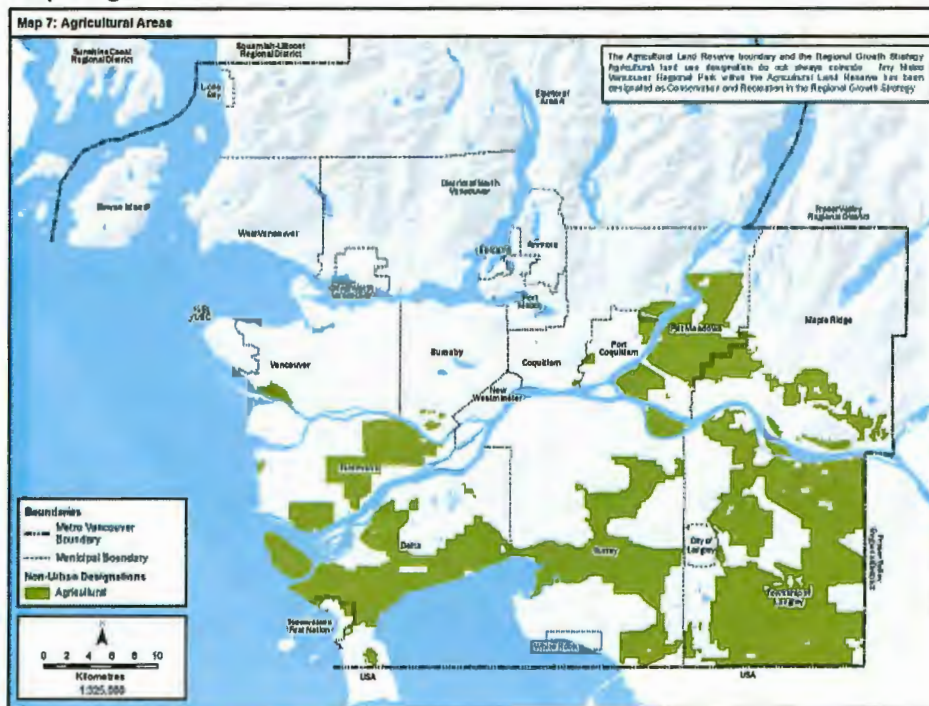 Map 7: Agricultural Areas
Sunshine Coast
Regional District
Squamish-Lillooet
Regional District
The Agricultural Land Reserve boundary and the Regional Growth Strategy
Agricultural land use designation do not always coincide. Any Metro
Vancouver Regional Park within the Agricultural Land Reserve has been
designated as Conservation and Recreation in the Regional Growth Strategy
Lions
Bay
Electoral
Area A
Bowen Island
District of North
Vancouver
Fraser Valley
Regional District
West Vancouver
Anmore
Port
Moody
Pitt Meadows
Maple Ridge
Vancouver
Burnaby
Coquitlam
Port
Coquitlam
New
Westminster
Richmond
Delta
Surrey
City of
Langley
Township of
Langley
Fraser Valley
Regional District
Tsawwassen
First Nation
White Rock
USA
USA
Boundaries
Metro Vancouver
Boundary
Municipal Boundary
Non-Urban Designations
Agricultural
N
0 2 4 6 8 10
Kilometres
1:325,000